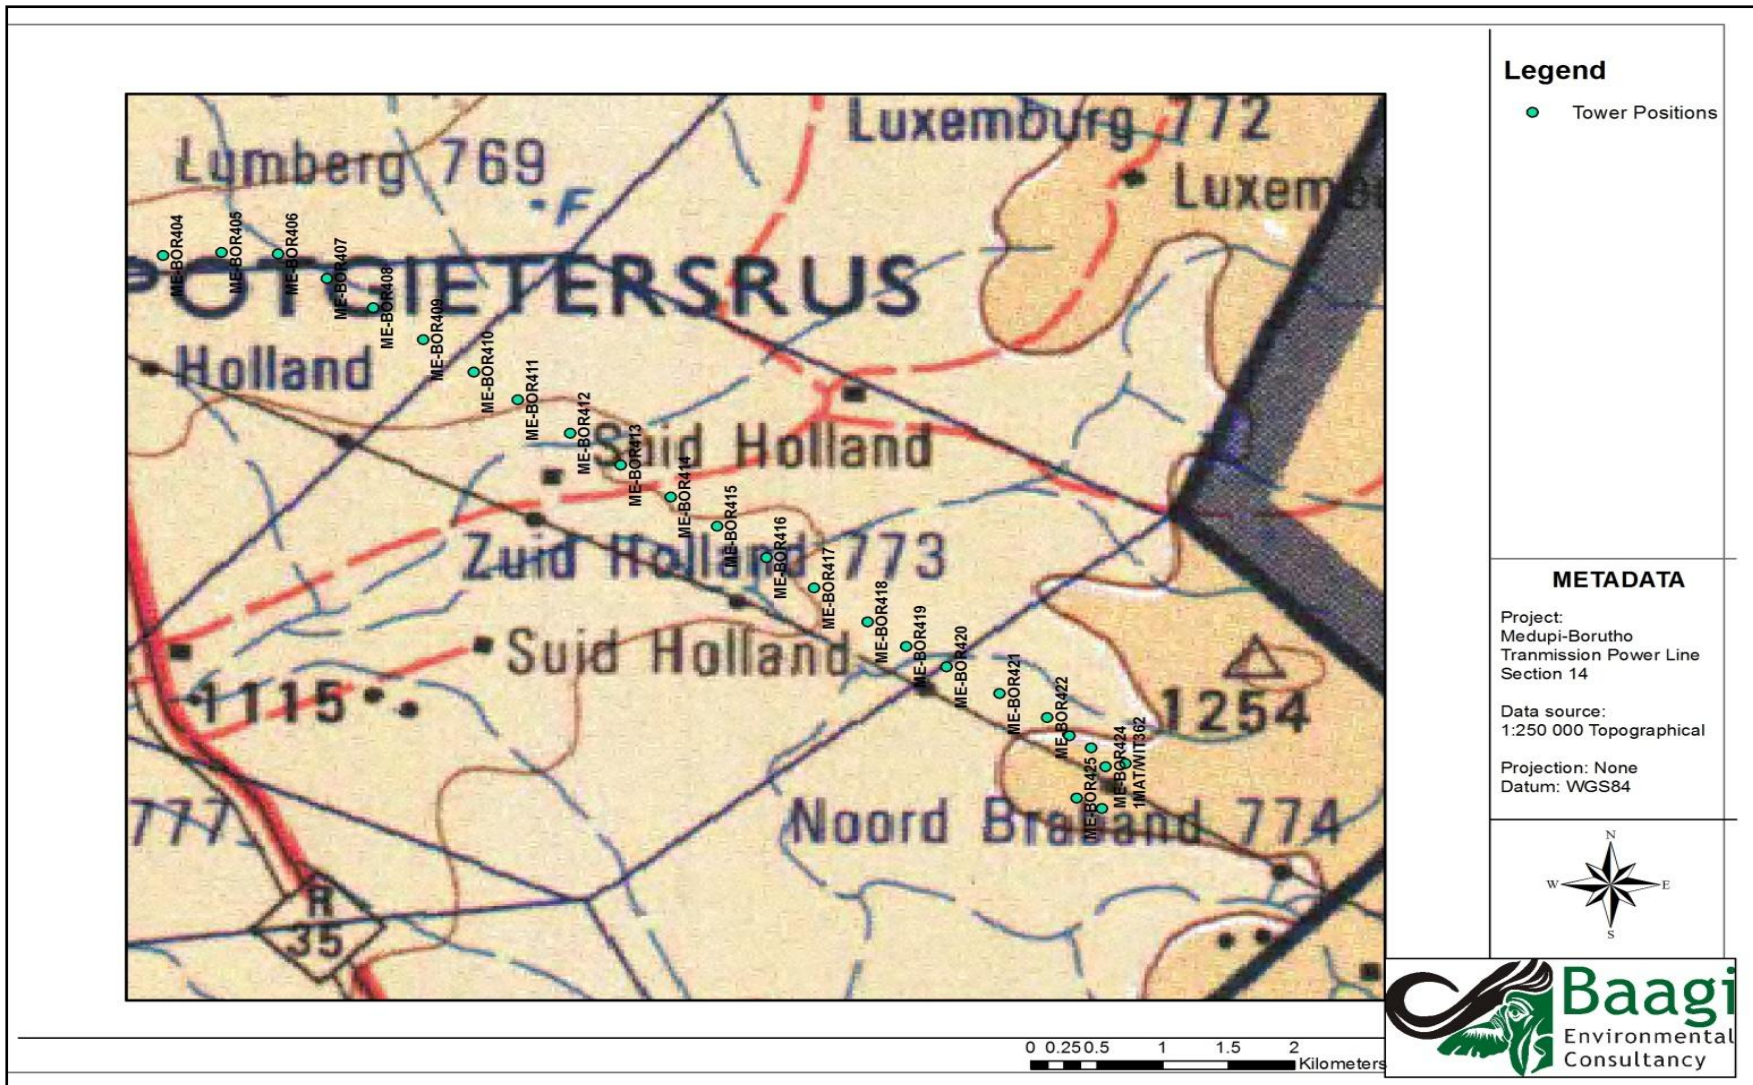 Legend
Tower Positions
Luxemburg 772
Lymberg 769
Luxemb
F
ME-BOR404
ME-BOR405
ME-BOR406
ME-BOR407
ME-BOR408
ME-BOR409
ME-BOR410
ME-BOR411
ME-BOR412
ME-BOR413
ME-BOR414
ME-BOR415
ME-BOR416
ME-BOR417
ME-BOR418
ME-BOR419
ME-BOR420
ME-BOR421
ME-BOR422
ME-BOR424
ME-BOR425
1MAT/WIT362
POTGIETERSRUS
Holland
Suid Holland
Zuid Holland 773
Suid Holland
1115
1254
777
Noord Braband 774
R
35
METADATA
Project:
Medupi-Borutho
Tranmission Power Line
Section 14
Data source:
1:250 000 Topographical
Projection: None
Datum: WGS84
N
W E
S
0 0.25 0.5 1 1.5 2
Kilometers
Baagi
Environmental
Consultancy